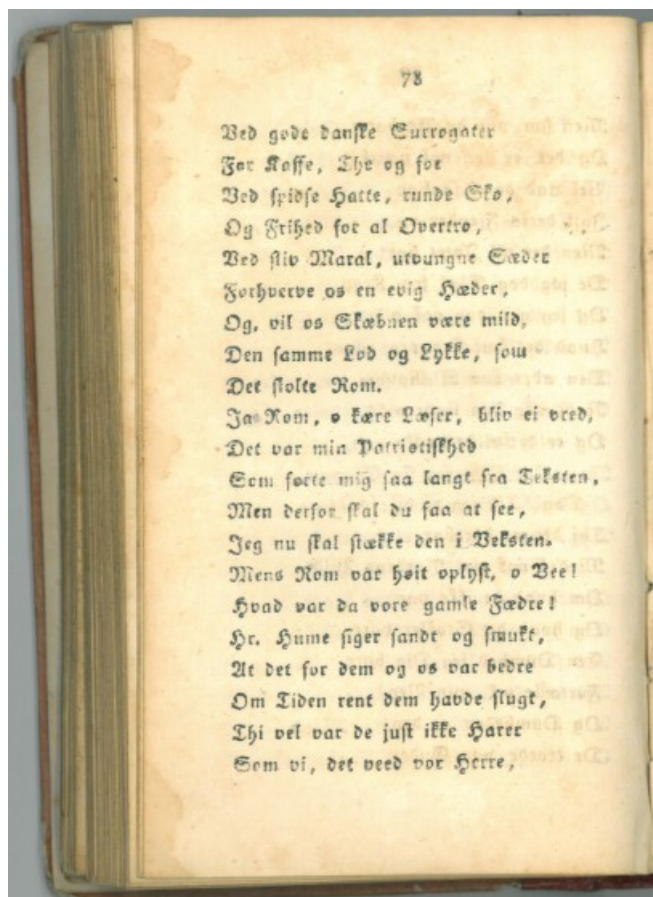 78
Ved gode danske Surrogater
For Kaffe, The og for
Ved spidse Hatte, runde Sko,
Og Frihed for al Overtro,
Ved stiv Maral, utvungne Sæder
Forhverve os en evig Hæder,
Og, vil os Skæbnen være mild,
Den samme Lod og Lykke, som
Det stolte Rom.
Ja Rom, o kære Læser, bliv ei vred,
Det var min Patriotiskhed
Som førte mig saa langt fra Teksten,
Men derfor skal du faa at see,
Jeg nu skal stække den i Veksten.
Mens Rom var høit oplyst, o Vee!
Hvad var da vore gamle Fædre!
Hr. Hume siger sandt og smukt,
At det for dem og os var bedre
Om Tiden rent dem havde slugt,
Thi vel var de just ikke Harer
Som vi, det veed vor Herre,